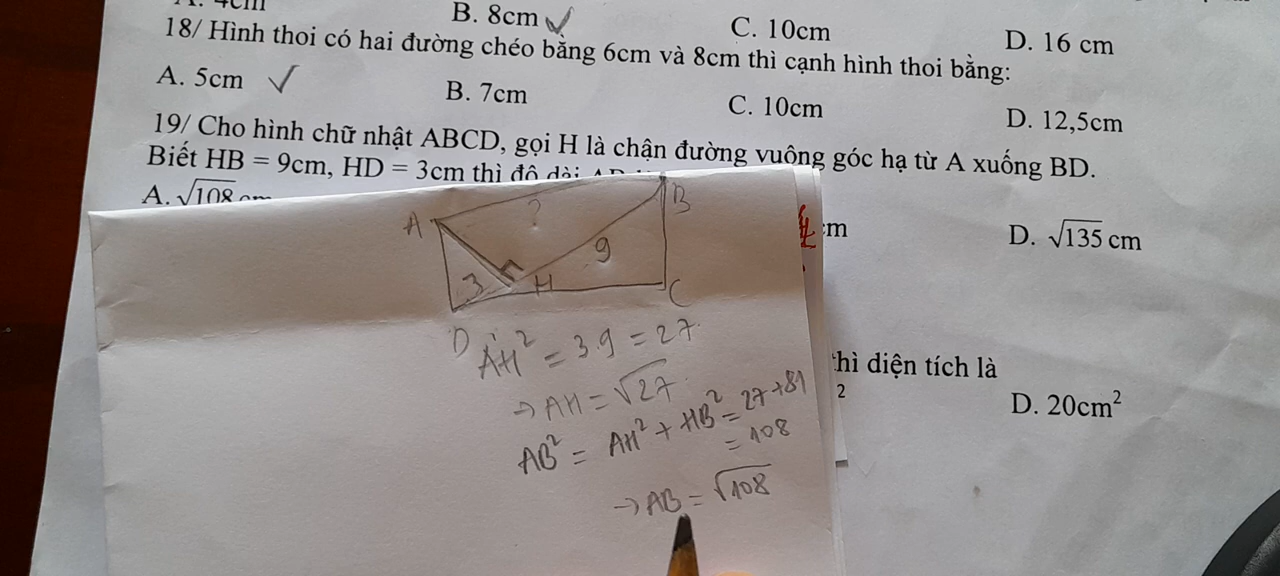 A. 4cm B. 8cm C. 10cm D. 16 cm
18/ Hình thoi có hai đường chéo bằng 6cm và 8cm thì cạnh hình thoi bằng:
A. 5cm B. 7cm C. 10cm D. 12,5cm
19/ Cho hình chữ nhật ABCD, gọi H là chận đường vuông góc hạ từ A xuống BD.
Biết HB = 9cm, HD = 3cm thì độ dài
A. √108 cm D. √135 cm
A ? B
3 H 9
D C
AH² = 3.9 = 27
→ AH = √27
AB² = AH² + HB² = 27 + 81
= 108
→ AB = √108
thì diện tích là
D. 20cm²